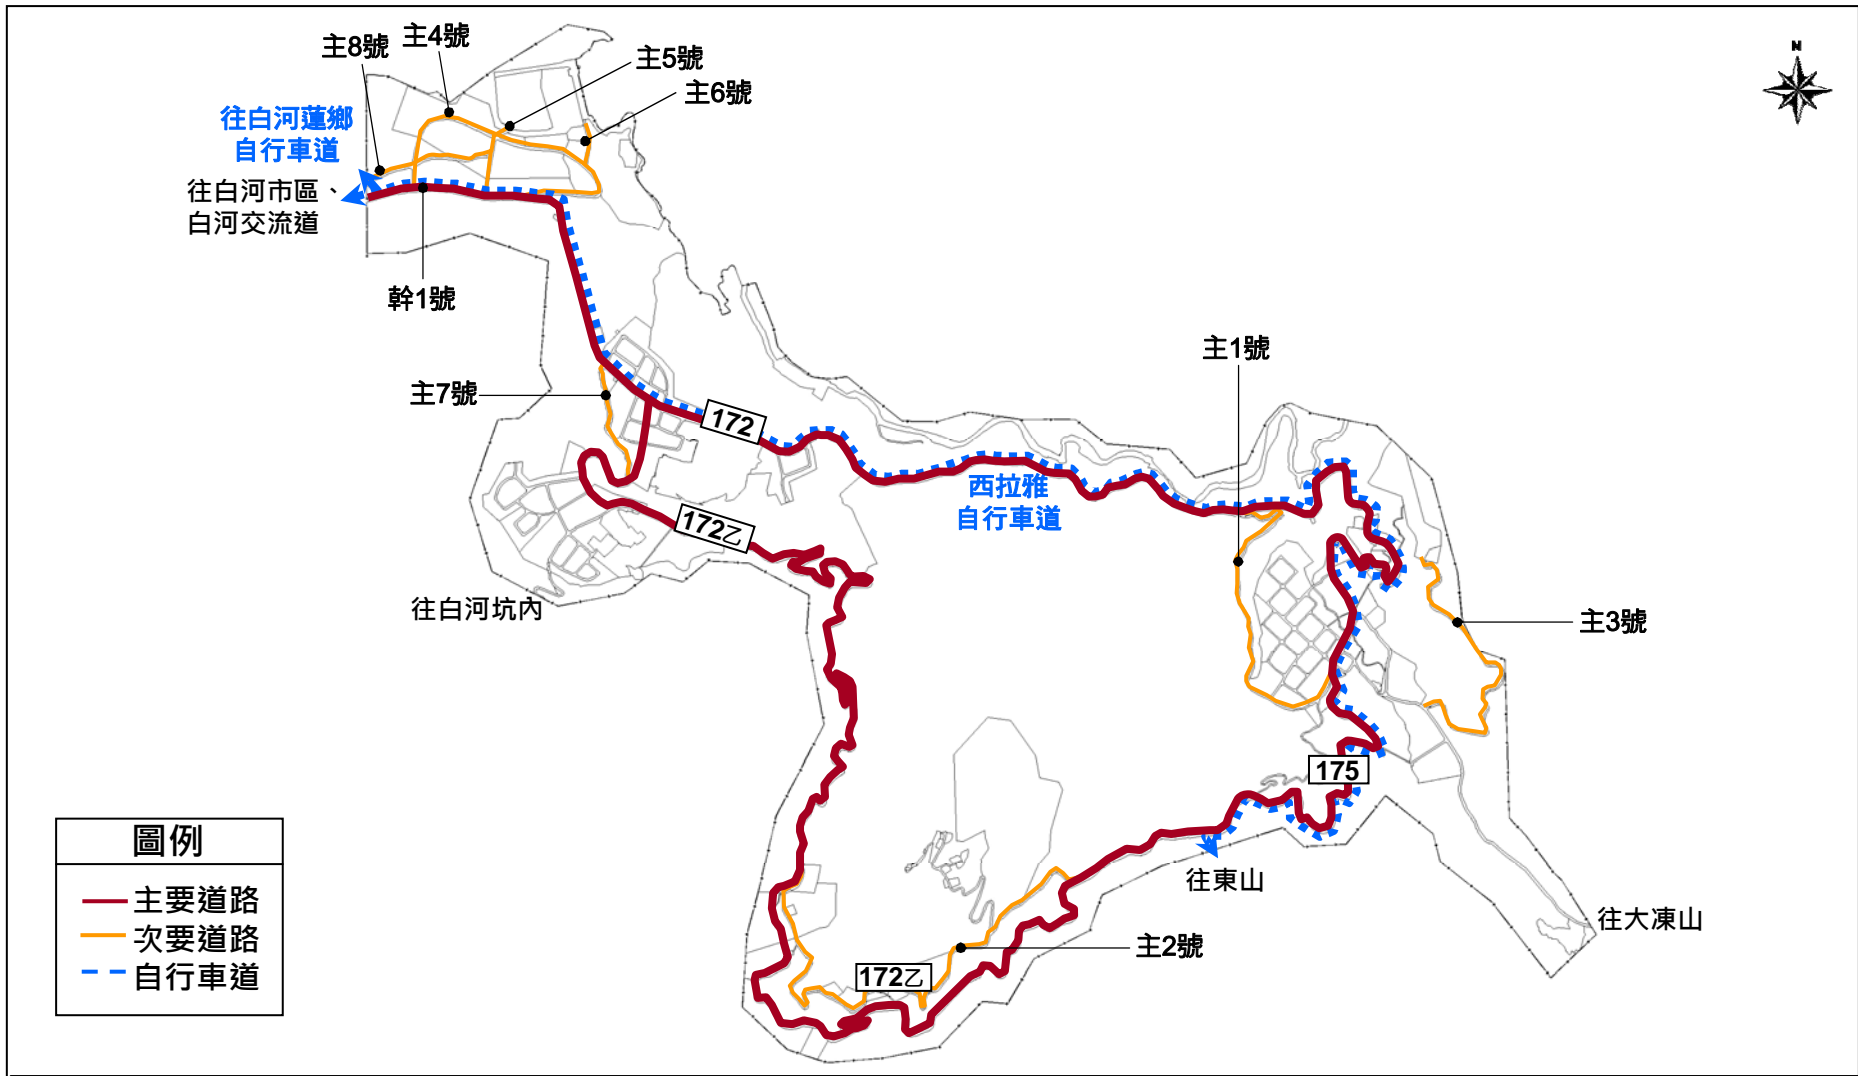 主8號
主4號
主5號
主6號
N
往白河蓮鄉
自行車道
往白河市區、
白河交流道
幹1號
主7號
172
主1號
西拉雅
自行車道
172乙
往白河坑內
主3號
175
往東山
往大凍山
主2號
172乙
圖例
主要道路
次要道路
自行車道